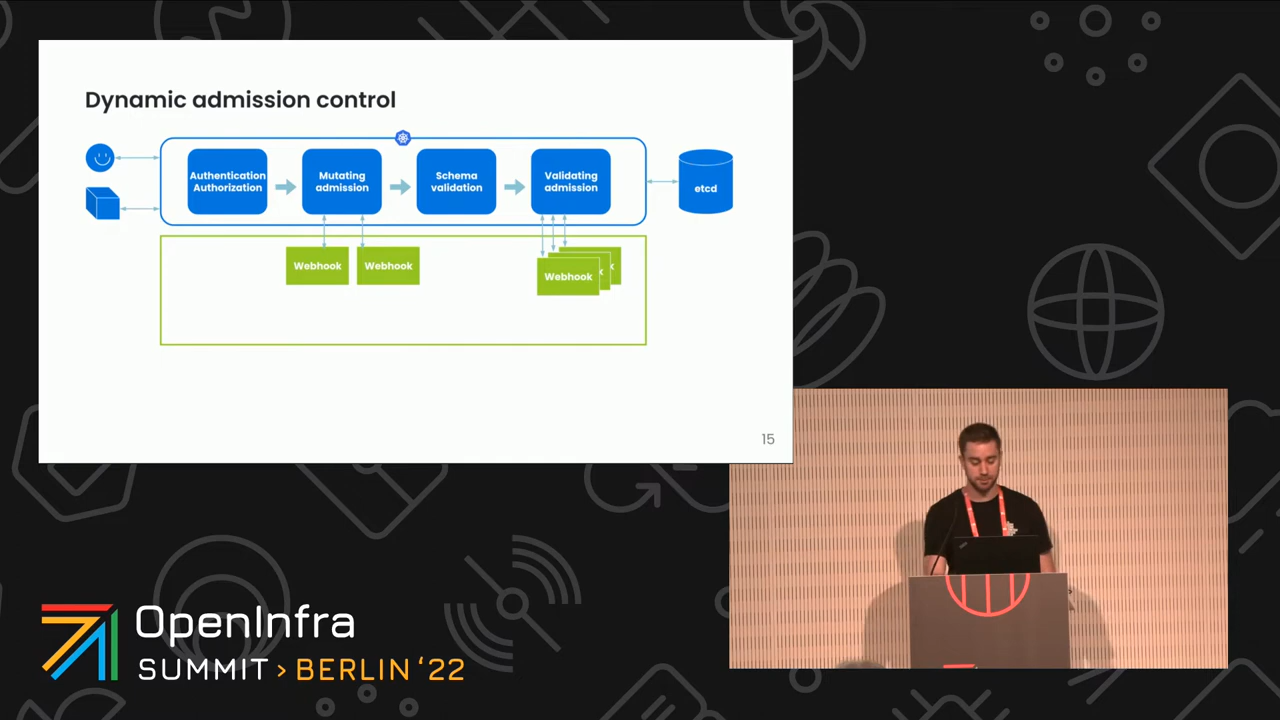 Dynamic admission control
Authentication
Authorization
Mutating
admission
Schema
validation
Validating
admission
etcd
Webhook
Webhook
Webhook
k
k
15
OpenInfra
SUMMIT > BERLIN '22